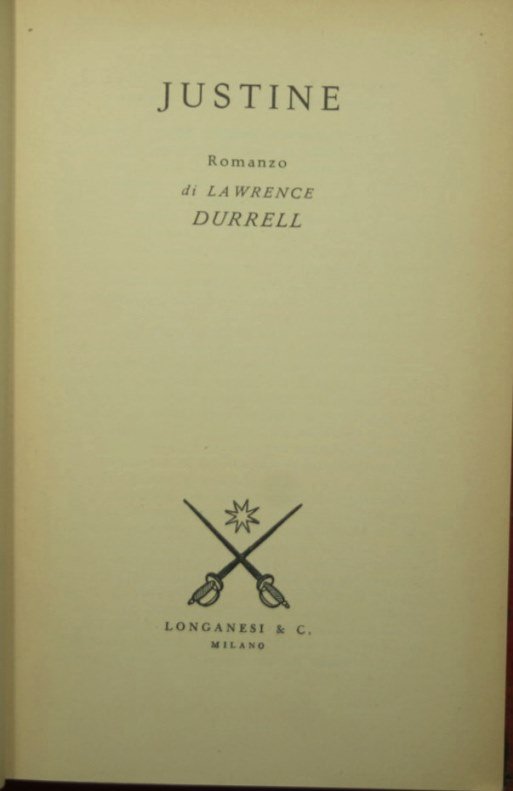 JUSTINE
Romanzo
di LAWRENCE
DURRELL
LONGANESI & C.
MILANO